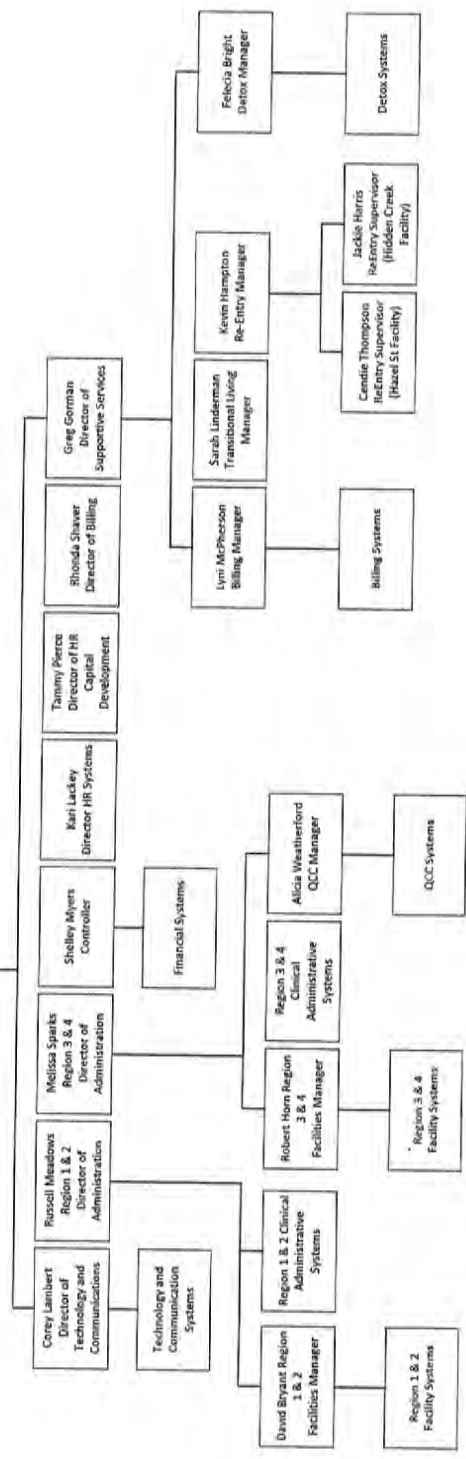 Corey Lambert
Director of
Technology and
Communications
Russell Meadows
Region 1 & 2
Director of
Administration
Melissa Sparks
Region 3 & 4
Director of
Administration
Shelley Myers
Controller
Kari Lackey
Director HR Systems
Tammy Pierce
Director of HR
Capital
Development
Rhonda Shaver
Director of Billing
Greg Gorman
Director of
Supportive Services
Technology and
Communication
Systems
Financial Systems
David Bryant Region
1 & 2
Facilities Manager
Region 1 & 2 Clinical
Administrative
Systems
Robert Horn Region
3 & 4
Facilities Manager
Region 3 & 4
Clinical
Administrative
Systems
Alicia Weatherford
QCC Manager
Lyni McPherson
Billing Manager
Sarah Linderman
Transitional Living
Manager
Kevin Hampton
Re-Entry Manager
Felecia Bright
Detox Manager
Region 1 & 2
Facility Systems
Region 3 & 4
Facility Systems
QCC Systems
Billing Systems
Cendie Thompson
ReEntry Supervisor
(Hazel St Facility)
Jackie Harris
ReEntry Supervisor
(Hidden Creek
Facility)
Detox Systems